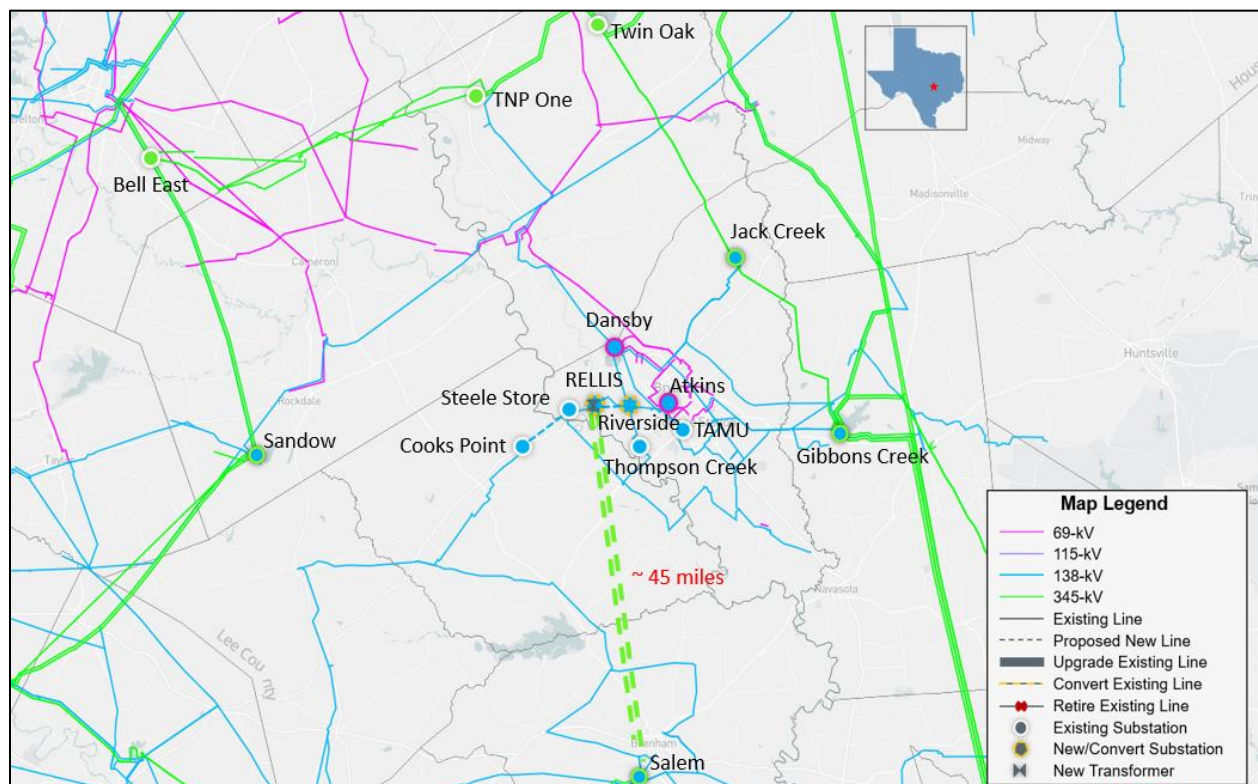 Twin Oak
TNP One
Bell East
Midway
Madisonville
Cameron
Jack Creek
Dansby
Huntsville
RELLIS
Atkins
Steele Store
Rockdale
Riverside
TAMU
Sandow
Cooks Point
Thompson Creek
Gibbons Creek
Taylor
Map Legend
69-kV
115-kV
138-kV
345-kV
Existing Line
Proposed New Line
Upgrade Existing Line
Convert Existing Line
Retire Existing Line
Existing Substation
New/Convert Substation
New Transformer
~ 45 miles
Navasota
Brenham
Salem